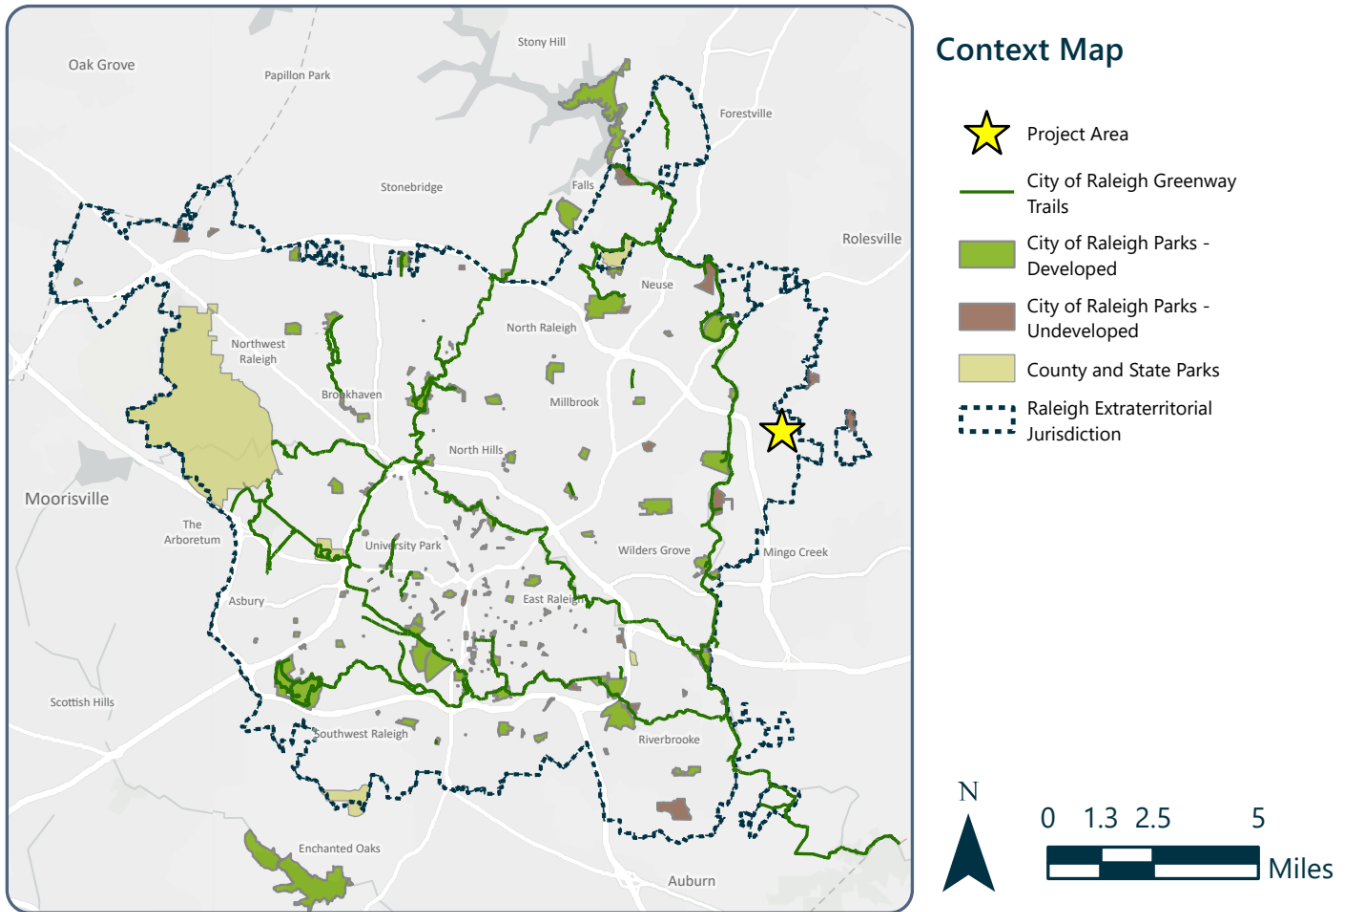 Stony Hill
Oak Grove
Papillon Park
Forestville
Stonebridge
Falls
Rolesville
Neuse
North Raleigh
Northwest
Raleigh
Brookhaven
Millbrook
North Hills
Moorisville
The
Arboretum
University Park
Wilders Grove
Mingo Creek
Asbury
East Raleigh
Scottish Hills
Southwest Raleigh
Riverbrooke
Enchanted Oaks
Auburn
Context Map
Project Area
City of Raleigh Greenway
Trails
City of Raleigh Parks -
Developed
City of Raleigh Parks -
Undeveloped
County and State Parks
Raleigh Extraterritorial
Jurisdiction
N
0 1.3 2.5 5
Miles